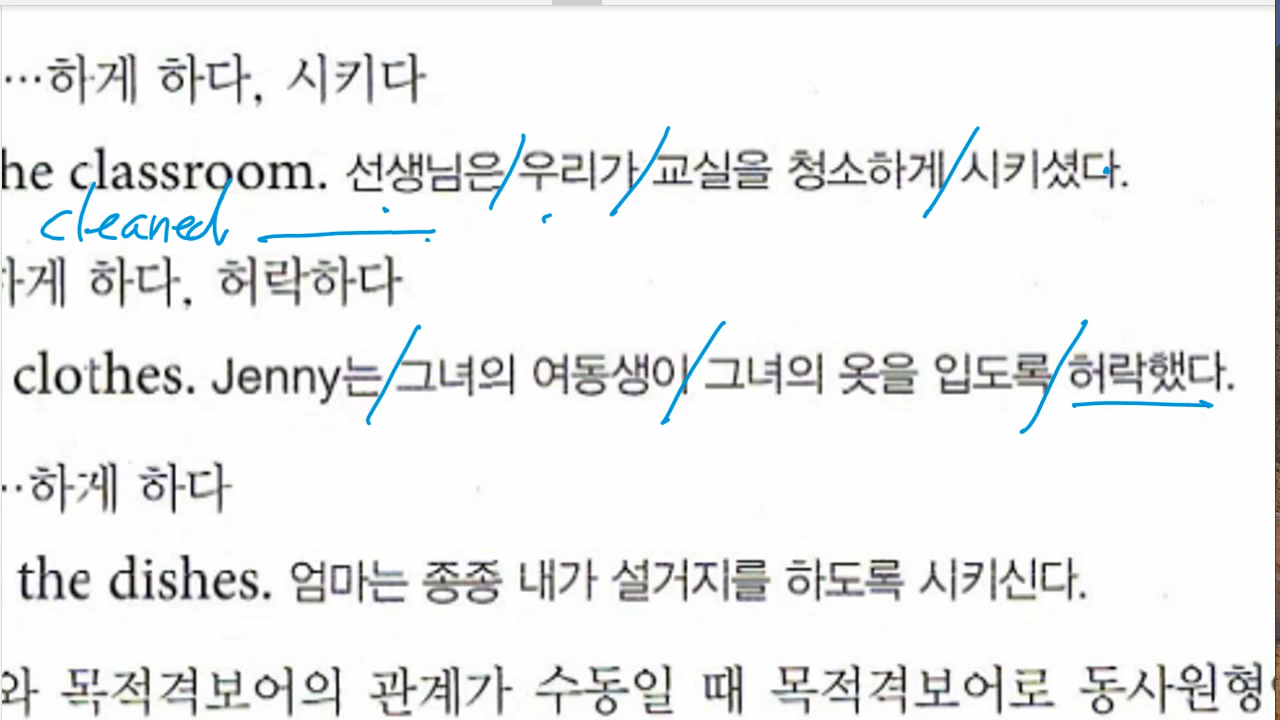 …하게 하다, 시키다
he classroom. 선생님은/우리가/교실을 청소하게/시키셨다.
cleaned
하게 하다, 허락하다
clothes. Jenny는/그녀의 여동생이/그녀의 옷을 입도록/허락했다.
…하게 하다
the dishes. 엄마는 종종 내가 설거지를 하도록 시키신다.
와 목적격보어의 관계가 수동일 때 목적격보어로 동사원형